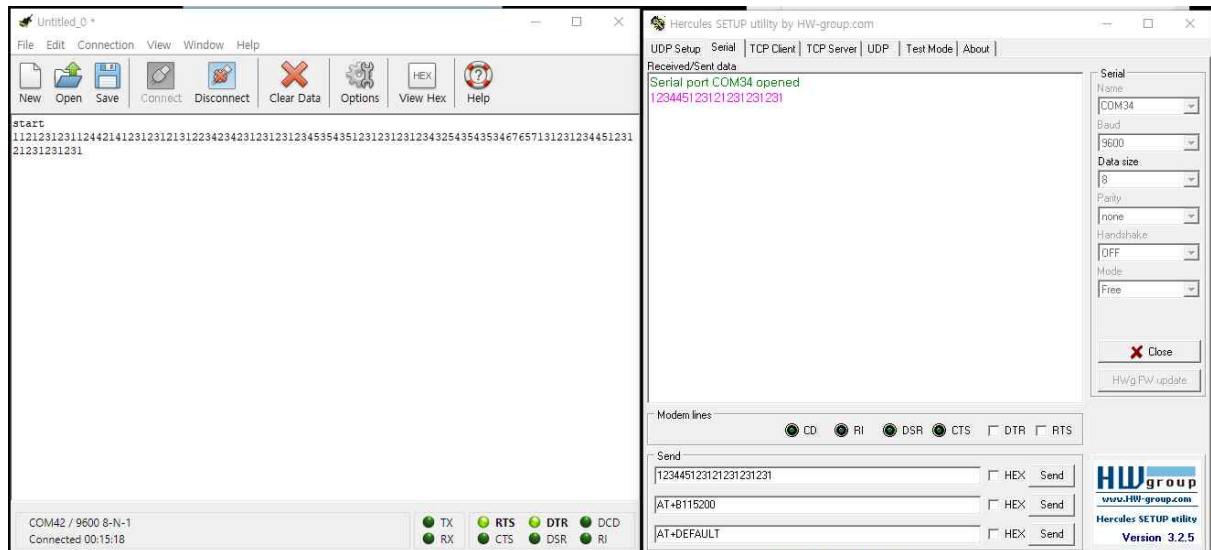 Untitled_0 *
File Edit Connection View Window Help
New Open Save Connect Disconnect Clear Data Options HEX View Hex Help
start
COM42 / 9600 8-N-1
Connected 00:15:18
TX RTS DTR DCD
RX CTS DSR RI
Hercules SETUP utility by HW-group.com
UDP Setup Serial TCP Client TCP Server UDP Test Mode About
Received/Sent data
Serial port COM34 opened
123445123121231231231
Serial
Name
COM34
Baud
9600
Data size
8
Parity
none
Handshake
OFF
Mode
Free
Close
HWg FW update
Modem lines
CD RI DSR CTS DTR RTS
Send
123445123121231231231 HEX Send
AT+B115200 HEX Send
AT+DEFAULT HEX Send
HWgroup
www.HW-group.com
Hercules SETUP utility
Version 3.2.5